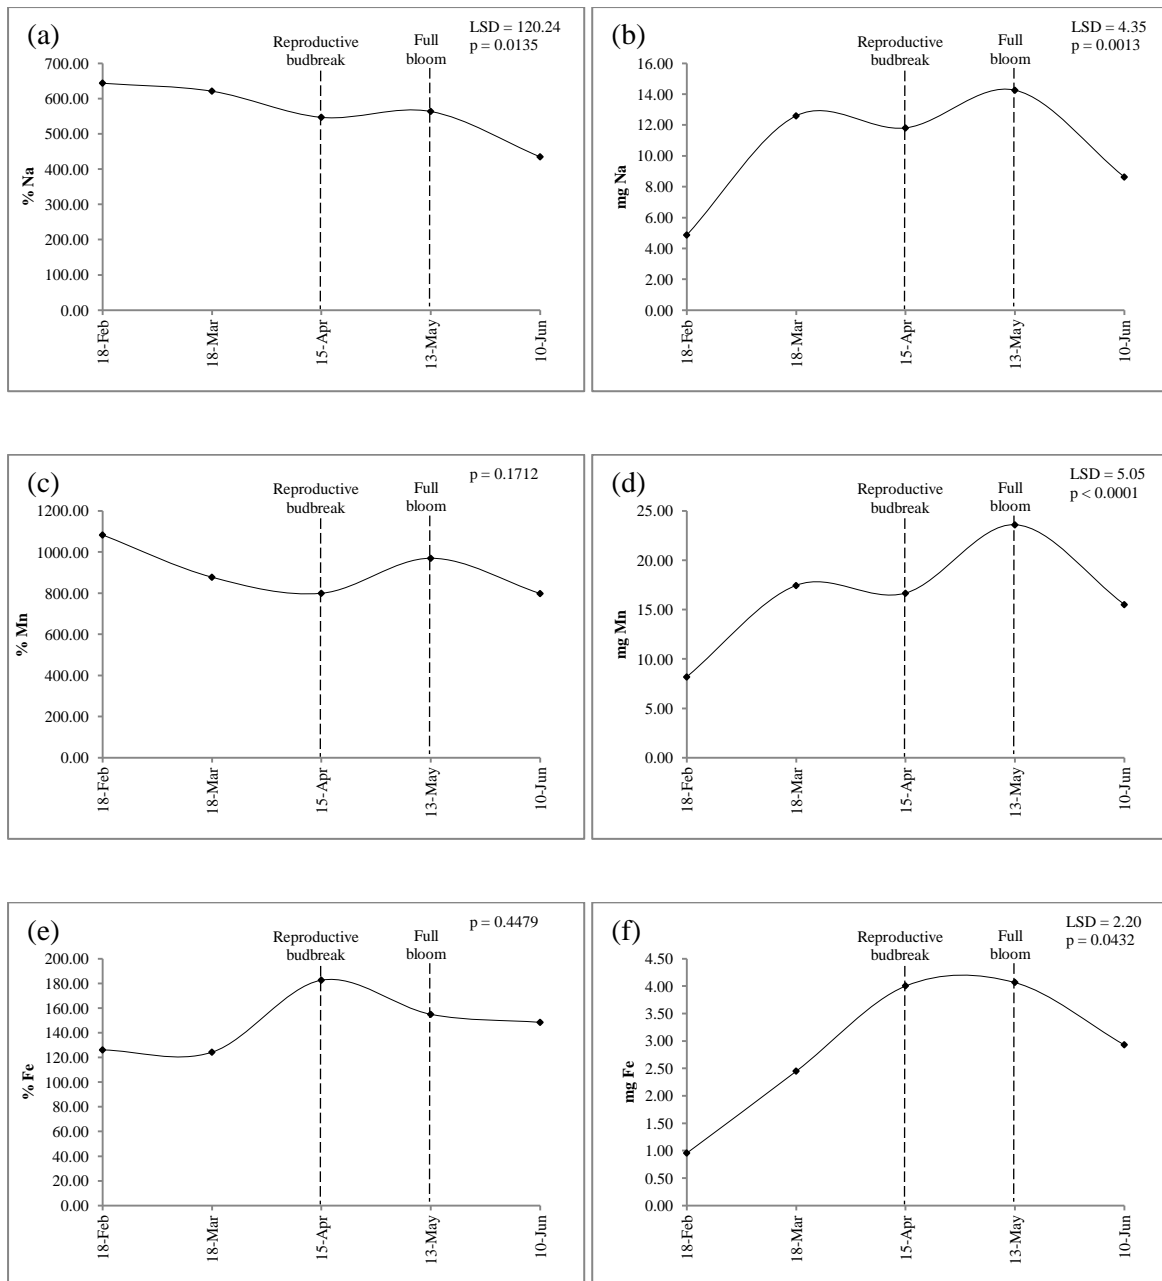 (a)
LSD = 120.24
p = 0.0135
Reproductive
budbreak
Full
bloom
% Na
700.00
600.00
500.00
400.00
300.00
200.00
100.00
0.00
18-Feb
18-Mar
15-Apr
13-May
10-Jun
(b)
LSD = 4.35
p = 0.0013
Reproductive
budbreak
Full
bloom
mg Na
16.00
14.00
12.00
10.00
8.00
6.00
4.00
2.00
0.00
18-Feb
18-Mar
15-Apr
13-May
10-Jun
(c)
p = 0.1712
Reproductive
budbreak
Full
bloom
% Mn
1200.00
1000.00
800.00
600.00
400.00
200.00
0.00
18-Feb
18-Mar
15-Apr
13-May
10-Jun
(d)
LSD = 5.05
p < 0.0001
Reproductive
budbreak
Full
bloom
mg Mn
25.00
20.00
15.00
10.00
5.00
0.00
18-Feb
18-Mar
15-Apr
13-May
10-Jun
(e)
p = 0.4479
Reproductive
budbreak
Full
bloom
% Fe
200.00
180.00
160.00
140.00
120.00
100.00
80.00
60.00
40.00
20.00
0.00
18-Feb
18-Mar
15-Apr
13-May
10-Jun
(f)
LSD = 2.20
p = 0.0432
Reproductive
budbreak
Full
bloom
mg Fe
4.50
4.00
3.50
3.00
2.50
2.00
1.50
1.00
0.50
0.00
18-Feb
18-Mar
15-Apr
13-May
10-Jun